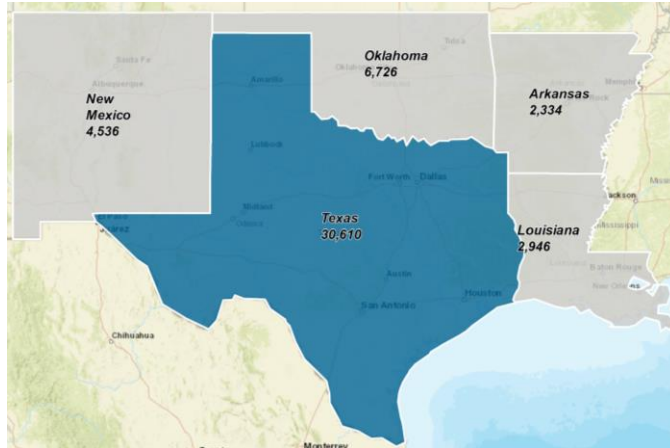 Santa Fe
Tulsa
Oklahoma
6,726
Amarillo
Albuquerque
New
Mexico
4,536
Arkansas
2,334
Memphis
Lubbock
Fort Worth
Dallas
Jackson
Midland
Odessa
Texas
30,610
Louisiana
2,946
Mississippi
El Paso
Juarez
Baton Rouge
Austin
New Orleans
Houston
San Antonio
Chihuahua
Monterrey